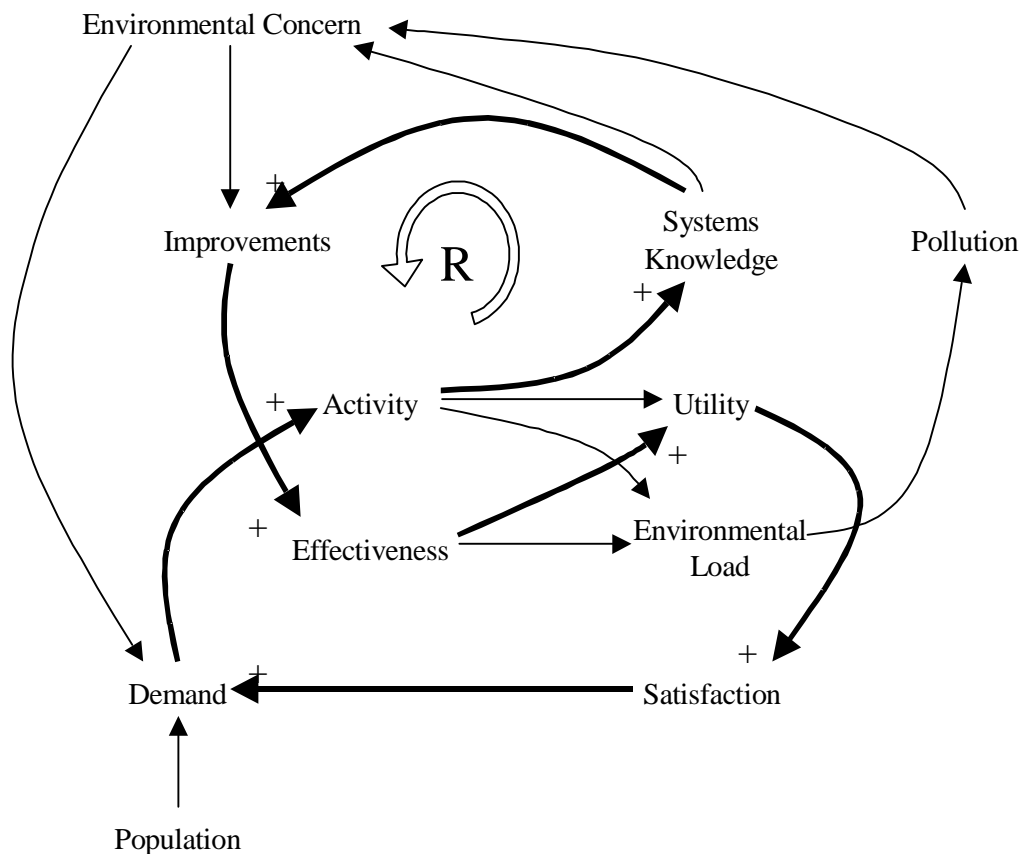 Environmental Concern
+
Systems
Knowledge
Improvements
R
Pollution
+
+
Activity
Utility
+
+
Effectiveness
Environmental
Load
+
+
Demand
Satisfaction
Population